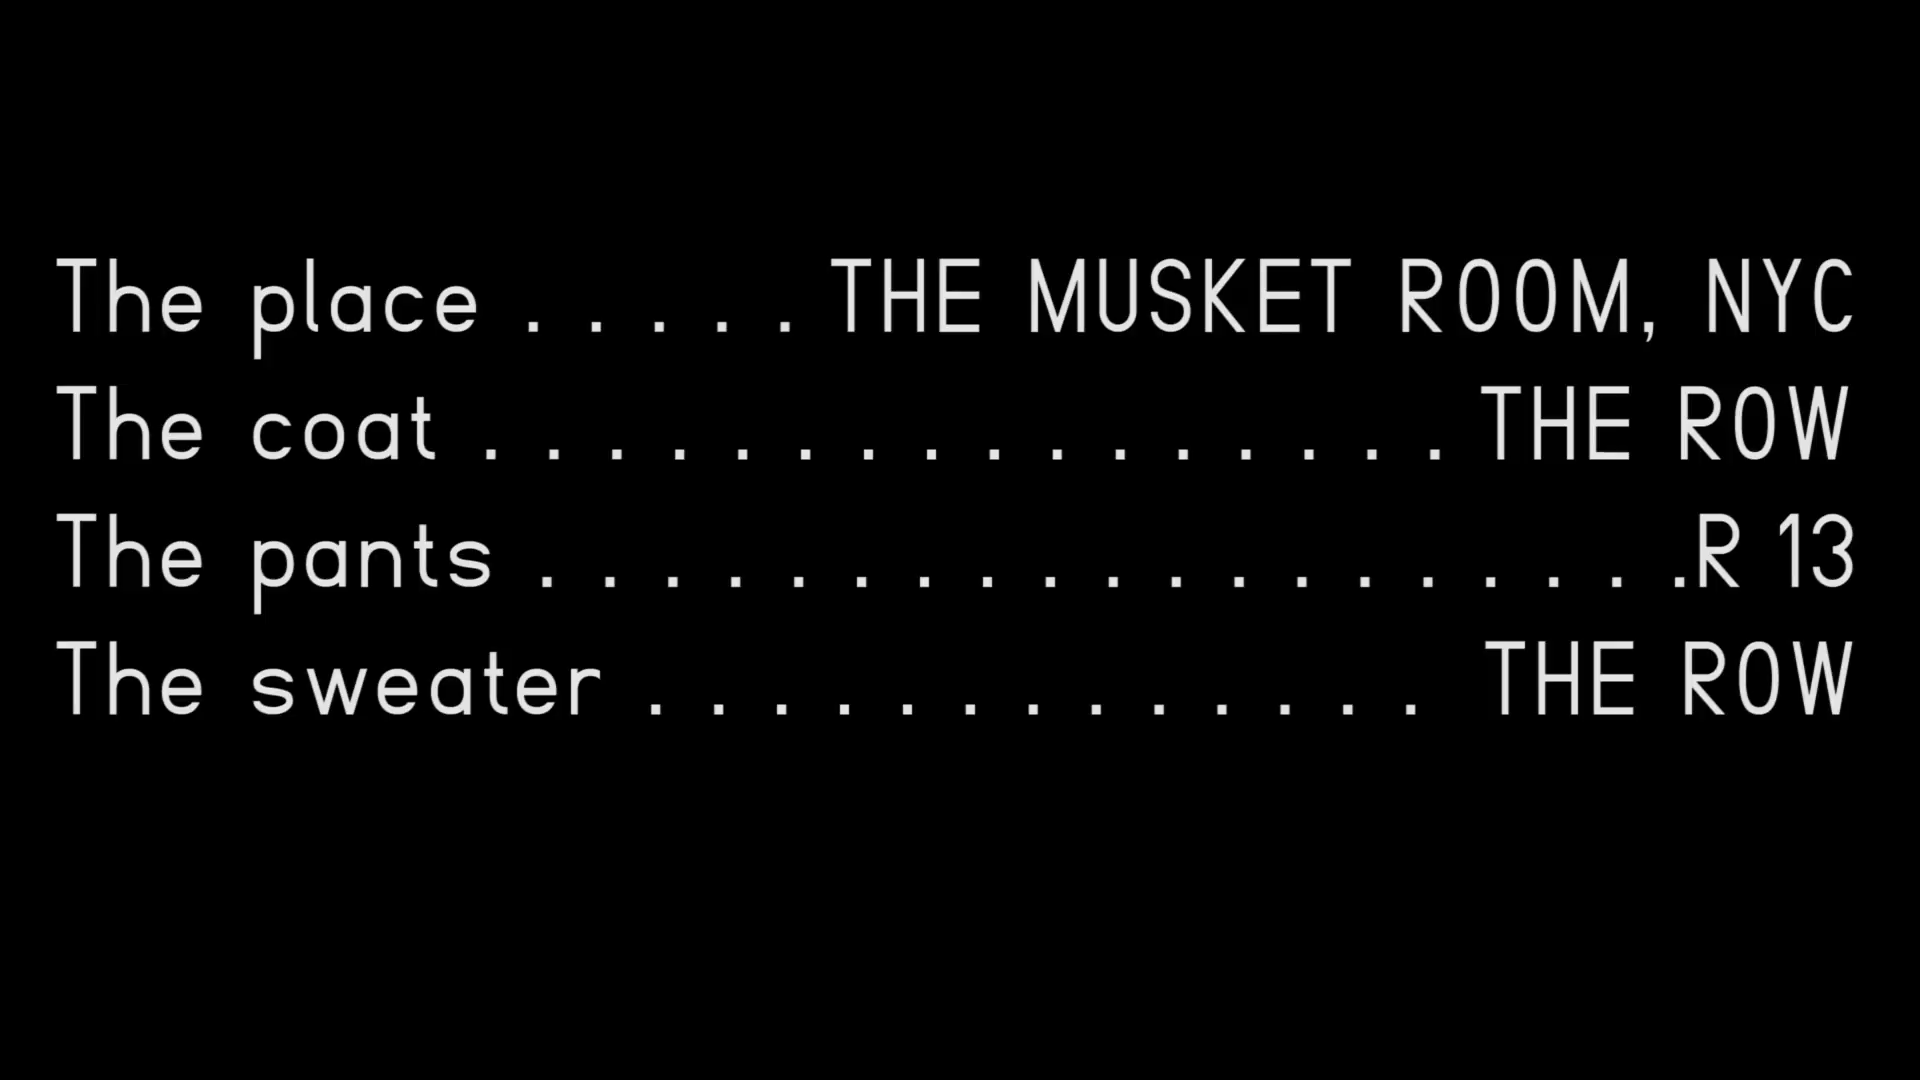 The place . . . . . THE MUSKET ROOM, NYC
The coat . . . . . . . . . . . . . . . . THE ROW
The pants . . . . . . . . . . . . . . . . . . .R 13
The sweater . . . . . . . . . . . . . THE ROW